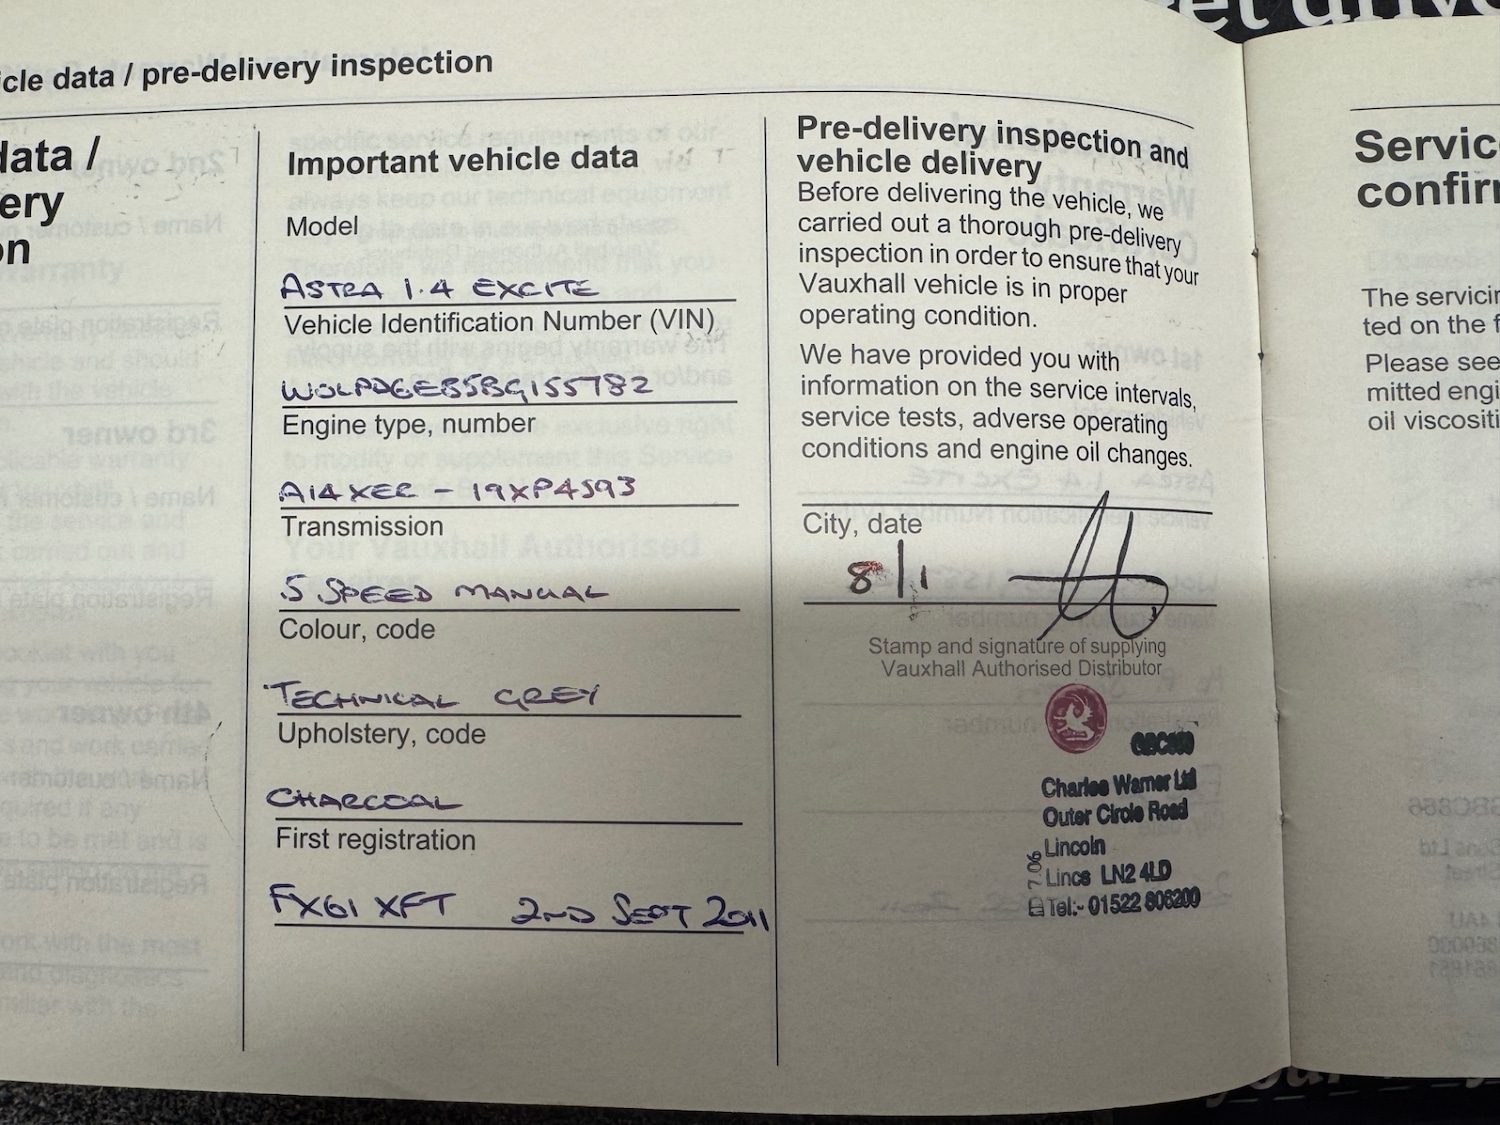 et drive
icle data / pre-delivery inspection
data /
ery
on
Important vehicle data
Model
ASTRA 1.4 EXCITE
Vehicle Identification Number (VIN)
WOLPDGEB5BG155782
Engine type, number
A14XER - 19XP4593
Transmission
5 SPEED MANUAL
Colour, code
TECHNICAL GREY
Upholstery, code
CHARCOAL
First registration
FX61 XFT 2ND SEPT 2011
Pre-delivery inspection and
vehicle delivery
Before delivering the vehicle, we
carried out a thorough pre-delivery
inspection in order to ensure that your
Vauxhall vehicle is in proper
operating condition.
We have provided you with
information on the service intervals,
service tests, adverse operating
conditions and engine oil changes.
City, date
8/1
Stamp and signature of supplying
Vauxhall Authorised Distributor
Charles Warner Ltd
Outer Circle Road
Lincoln
Lincs LN2 4LD
Tel:- 01522
Servic
confirm
The servicin
ted on the f
Please see
mitted engi
oil viscositi